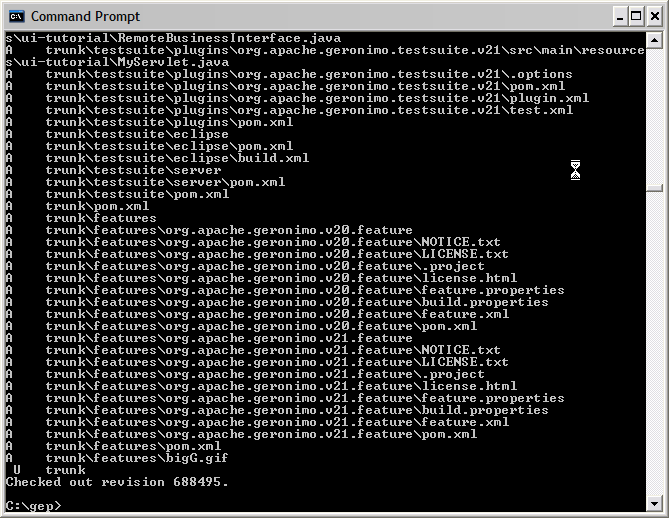 Command Prompt
s\ui-tutorial\RemoteBusinessInterface.java
A    trunk\testsuite\plugins\org.apache.geronimo.testsuite.v21\src\main\resource
s\ui-tutorial\MyServlet.java
A    trunk\testsuite\plugins\org.apache.geronimo.testsuite.v21\.options
A    trunk\testsuite\plugins\org.apache.geronimo.testsuite.v21\pom.xml
A    trunk\testsuite\plugins\org.apache.geronimo.testsuite.v21\plugin.xml
A    trunk\testsuite\plugins\org.apache.geronimo.testsuite.v21\test.xml
A    trunk\testsuite\plugins\pom.xml
A    trunk\testsuite\eclipse
A    trunk\testsuite\eclipse\pom.xml
A    trunk\testsuite\eclipse\build.xml
A    trunk\testsuite\server
A    trunk\testsuite\server\pom.xml
A    trunk\testsuite\pom.xml
A    trunk\pom.xml
A    trunk\features
A    trunk\features\org.apache.geronimo.v20.feature
A    trunk\features\org.apache.geronimo.v20.feature\NOTICE.txt
A    trunk\features\org.apache.geronimo.v20.feature\LICENSE.txt
A    trunk\features\org.apache.geronimo.v20.feature\.project
A    trunk\features\org.apache.geronimo.v20.feature\license.html
A    trunk\features\org.apache.geronimo.v20.feature\feature.properties
A    trunk\features\org.apache.geronimo.v20.feature\build.properties
A    trunk\features\org.apache.geronimo.v20.feature\feature.xml
A    trunk\features\org.apache.geronimo.v20.feature\pom.xml
A    trunk\features\org.apache.geronimo.v21.feature
A    trunk\features\org.apache.geronimo.v21.feature\NOTICE.txt
A    trunk\features\org.apache.geronimo.v21.feature\LICENSE.txt
A    trunk\features\org.apache.geronimo.v21.feature\.project
A    trunk\features\org.apache.geronimo.v21.feature\license.html
A    trunk\features\org.apache.geronimo.v21.feature\feature.properties
A    trunk\features\org.apache.geronimo.v21.feature\build.properties
A    trunk\features\org.apache.geronimo.v21.feature\feature.xml
A    trunk\features\org.apache.geronimo.v21.feature\pom.xml
A    trunk\features\pom.xml
A    trunk\features\bigG.gif
 U   trunk
Checked out revision 688495.
C:\gep>